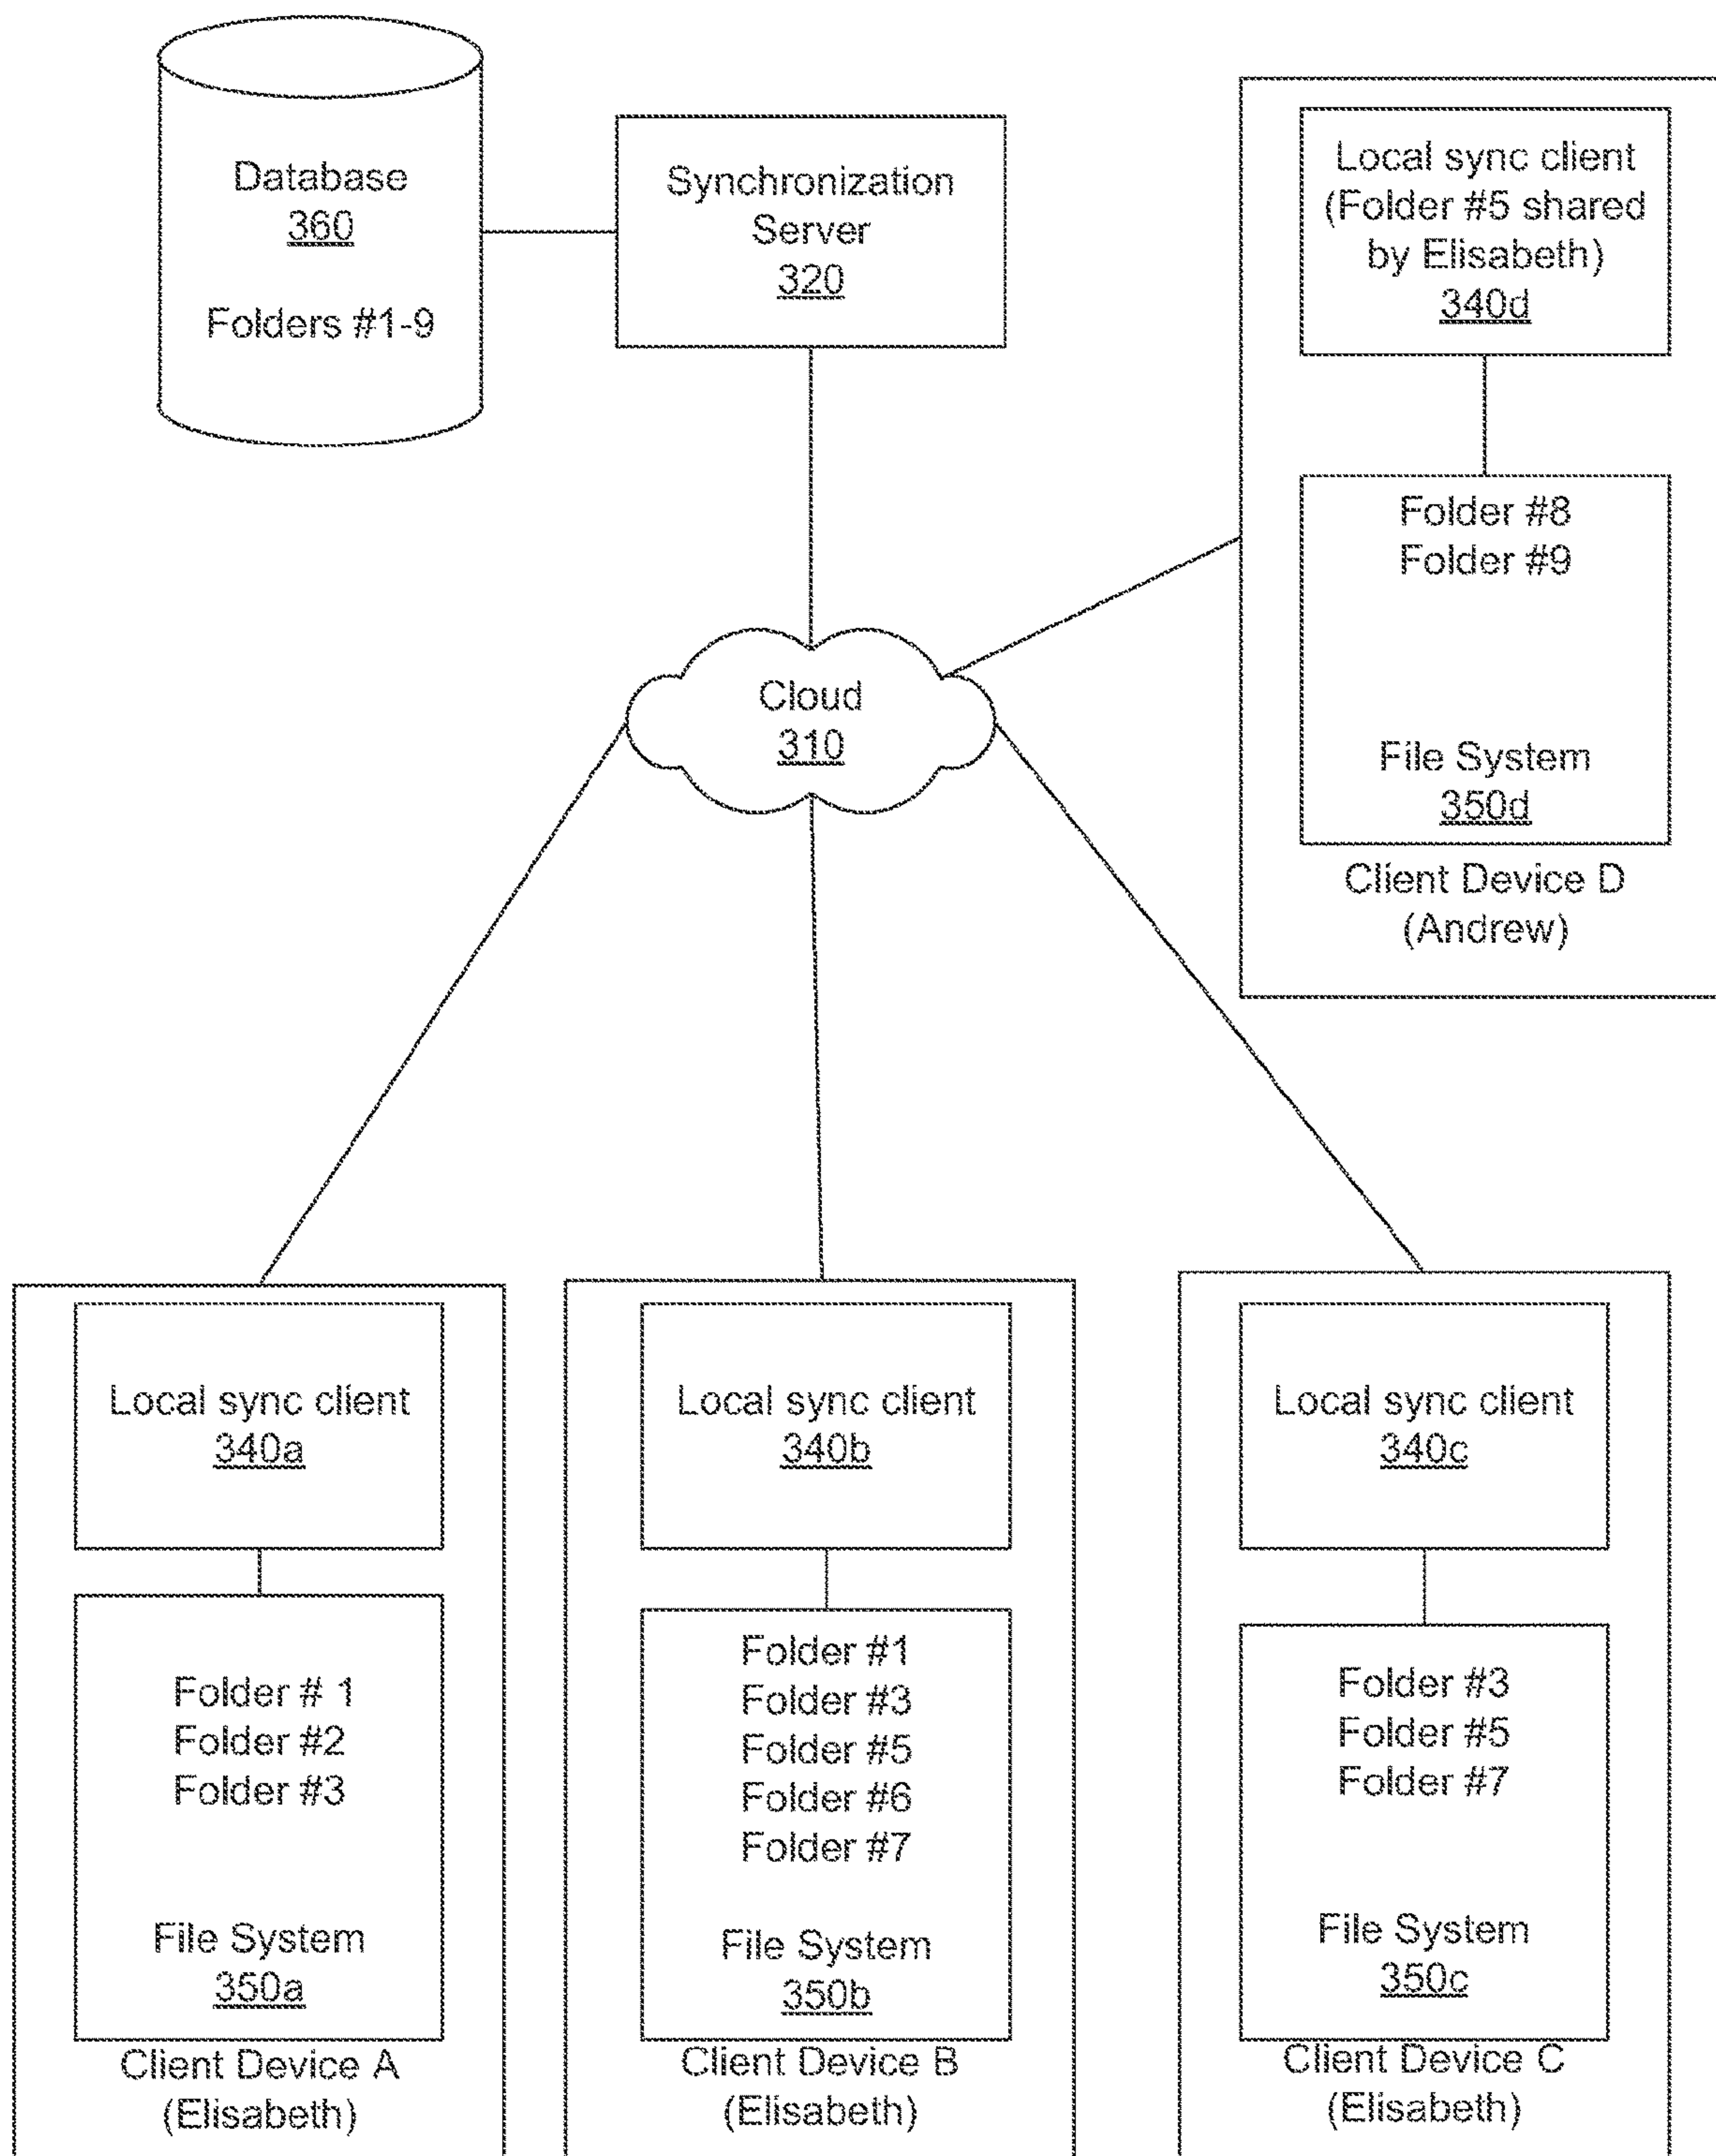 Database
360
Folders #1-9
Synchronization
Server
320
Local sync client
(Folder #5 shared
by Elisabeth)
340d
Folder #8
Folder #9
File System
350d
Client Device D
(Andrew)
Cloud
310
Local sync client
340a
Folder # 1
Folder #2
Folder #3
File System
350a
Client Device A
(Elisabeth)
Local sync client
340b
Folder #1
Folder #3
Folder #5
Folder #6
Folder #7
File System
350b
Client Device B
(Elisabeth)
Local sync client
340c
Folder #3
Folder #5
Folder #7
File System
350c
Client Device C
(Elisabeth)